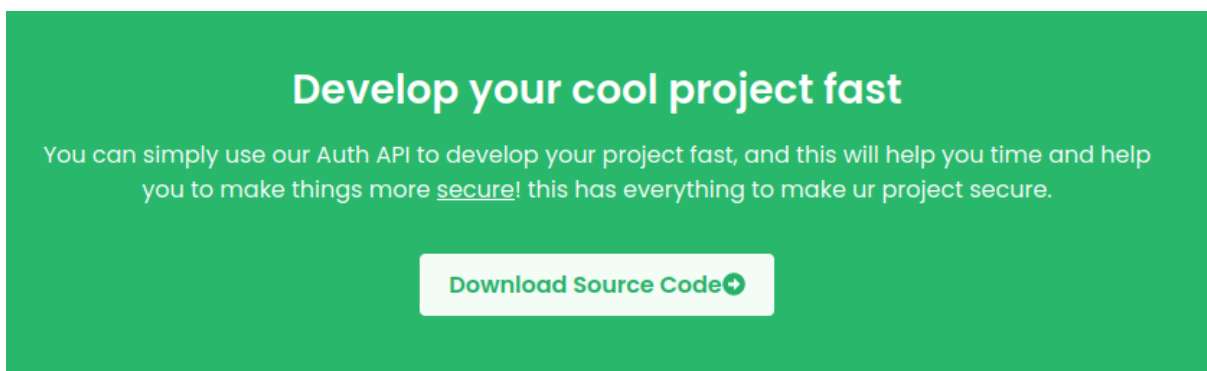 Develop your cool project fast
You can simply use our Auth API to develop your project fast, and this will help you time and help
you to make things more secure! this has everything to make ur project secure.
Download Source Code